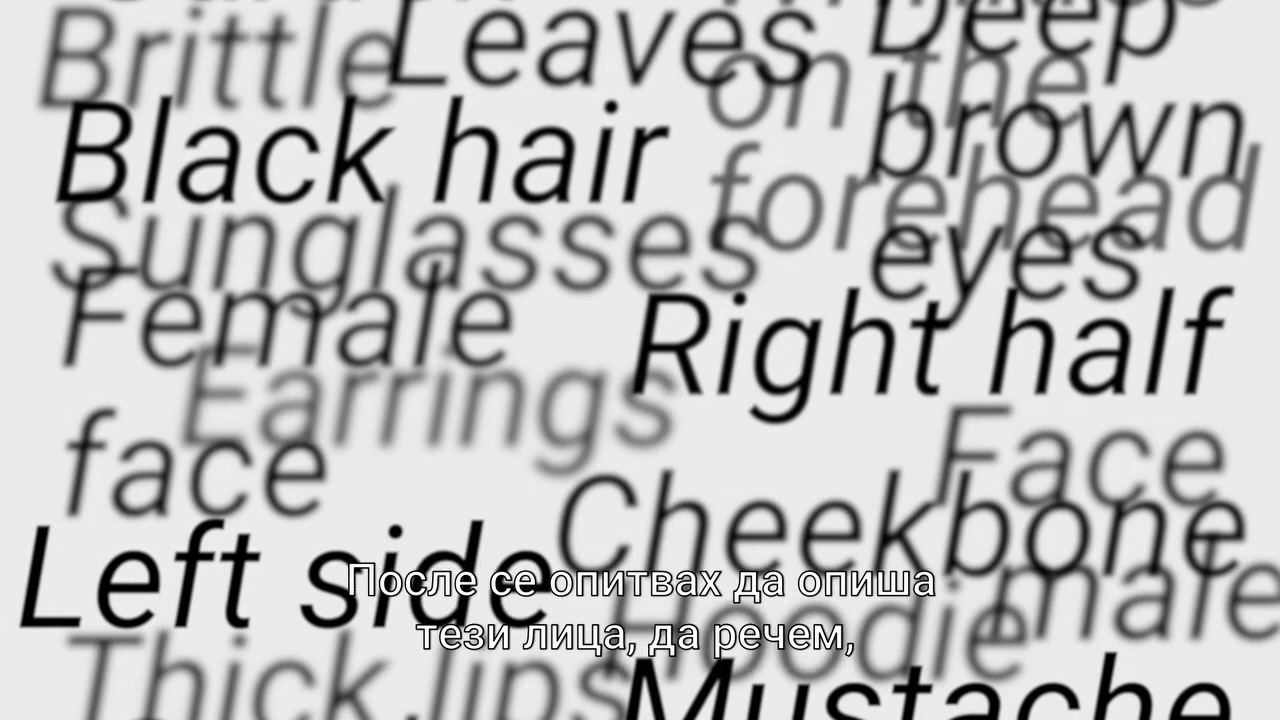 Brittle
Leaves
Deep
on the
Black hair
brown
forehead
Sunglasses
eyes
Female
Right half
Earrings
face
Face
Cheekbone
Left side
male
Hoodie
Thick lips
Mustache
После се опитвах да опиша
тези лица, да речем,